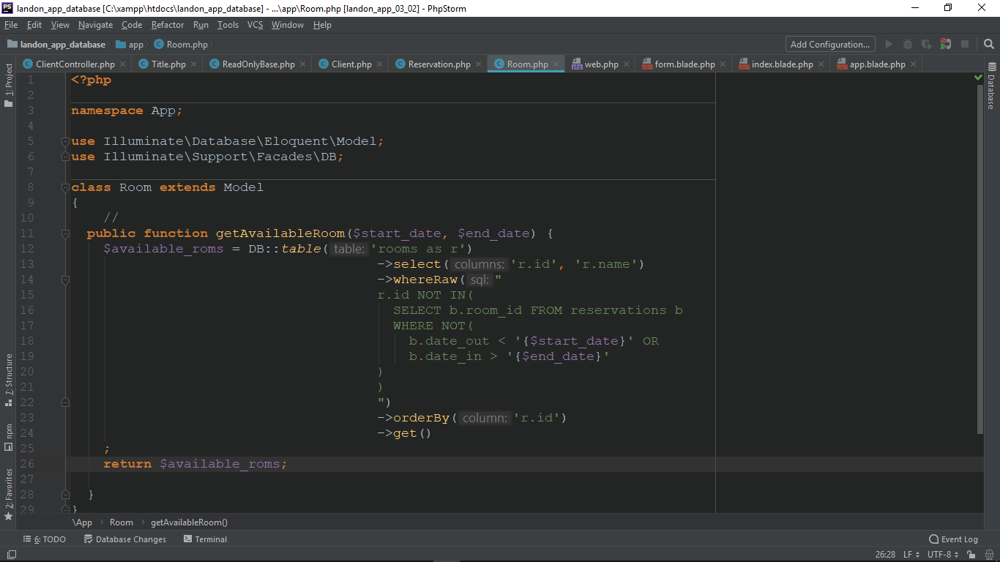 landon_app_database [C:\xampp\htdocs\landon_app_database] - ...\app\Room.php [landon_app_03_02] - PhpStorm
File Edit View Navigate Code Refactor Run Tools VCS Window Help
landon_app_database app Room.php Add Configuration...
ClientController.php Title.php ReadOnlyBase.php Client.php Reservation.php Room.php web.php form.blade.php index.blade.php app.blade.php
1: Project
7: Structure
npm
2: Favorites
Database
1 <?php
2
3 namespace App;
4
5 use Illuminate\Database\Eloquent\Model;
6 use Illuminate\Support\Facades\DB;
7
8 class Room extends Model
9 {
10 //
11 public function getAvailableRoom($start_date, $end_date) {
12 $available_roms = DB::table( table: 'rooms as r')
13 ->select( columns: 'r.id', 'r.name')
14 ->whereRaw( sql: "
15 r.id NOT IN(
16 SELECT b.room_id FROM reservations b
17 WHERE NOT(
18 b.date_out < '{$start_date}' OR
19 b.date_in > '{$end_date}'
20 )
21 )
22 ")
23 ->orderBy( column: 'r.id')
24 ->get()
25 ;
26 return $available_roms;
27
28 }
29 }
\App Room getAvailableRoom()
6: TODO Database Changes Terminal Event Log
26:28 LF UTF-8